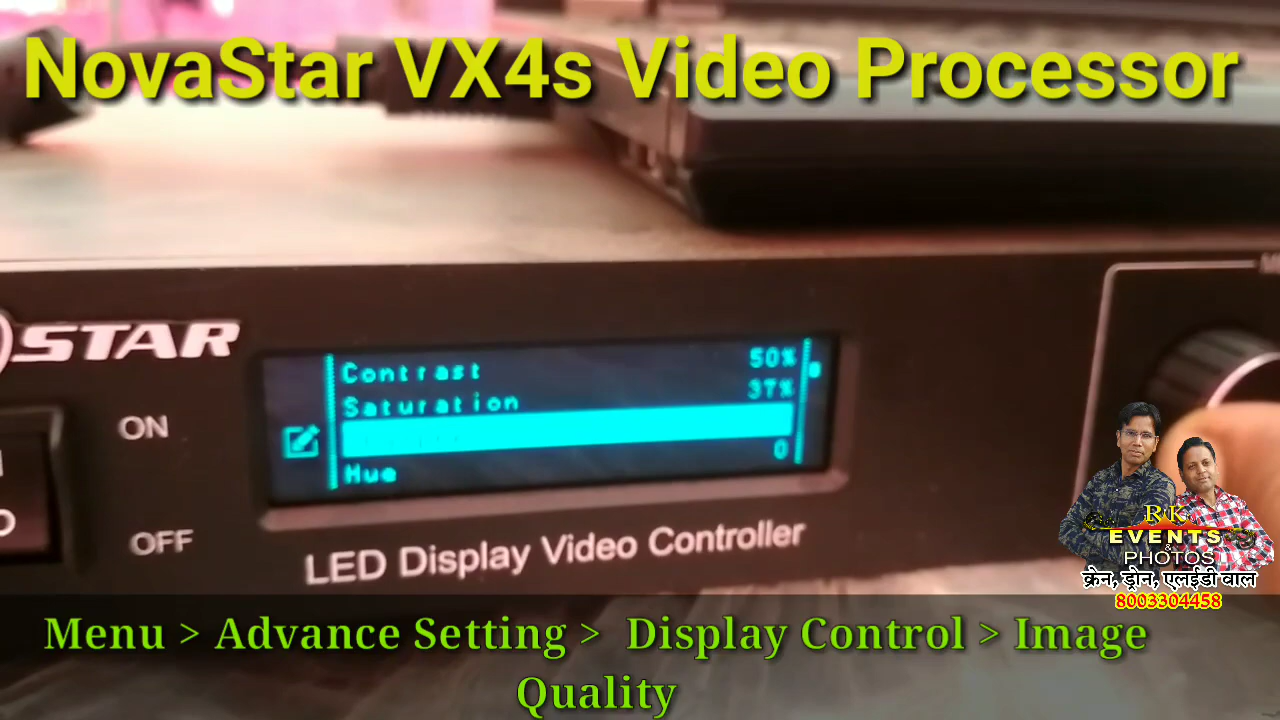 NovaStar VX4s Video Processor
STAR
Contrast 50%
Saturation 37%
Hue 0
ON
OFF
LED Display Video Controller
RK
EVENTS
&
PHOTOS
क्रेन, ड्रोन, एलईडी वाल
8003304458
Menu > Advance Setting > Display Control > Image
Quality